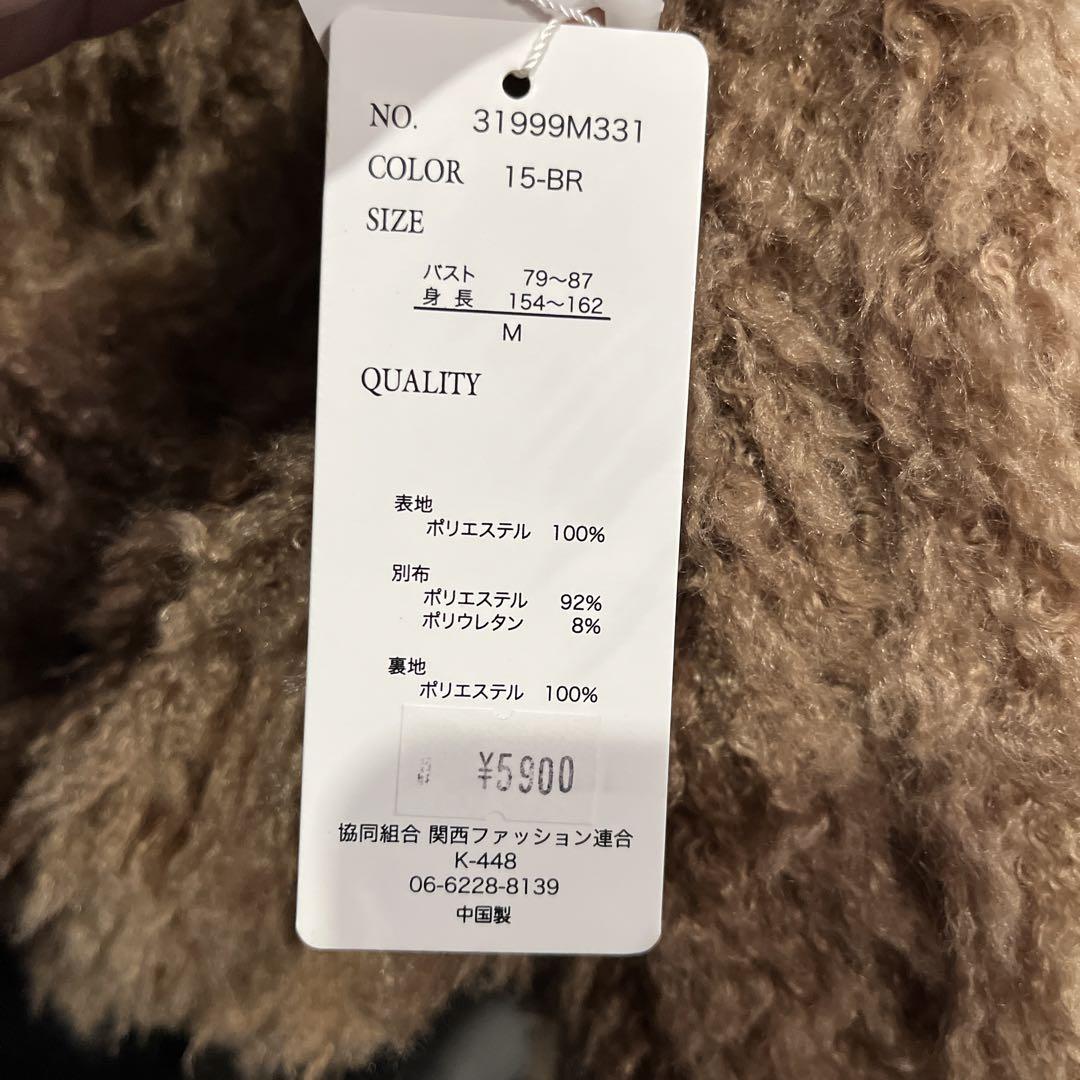 NO. 31999M331
COLOR 15-BR
SIZE
バスト 79〜87
身長 154〜162
M
QUALITY
表地
ポリエステル 100%
別布
ポリエステル 92%
ポリウレタン 8%
裏地
ポリエステル 100%
¥5900
協同組合 関西ファッション連合
K-448
06-6228-8139
中国製